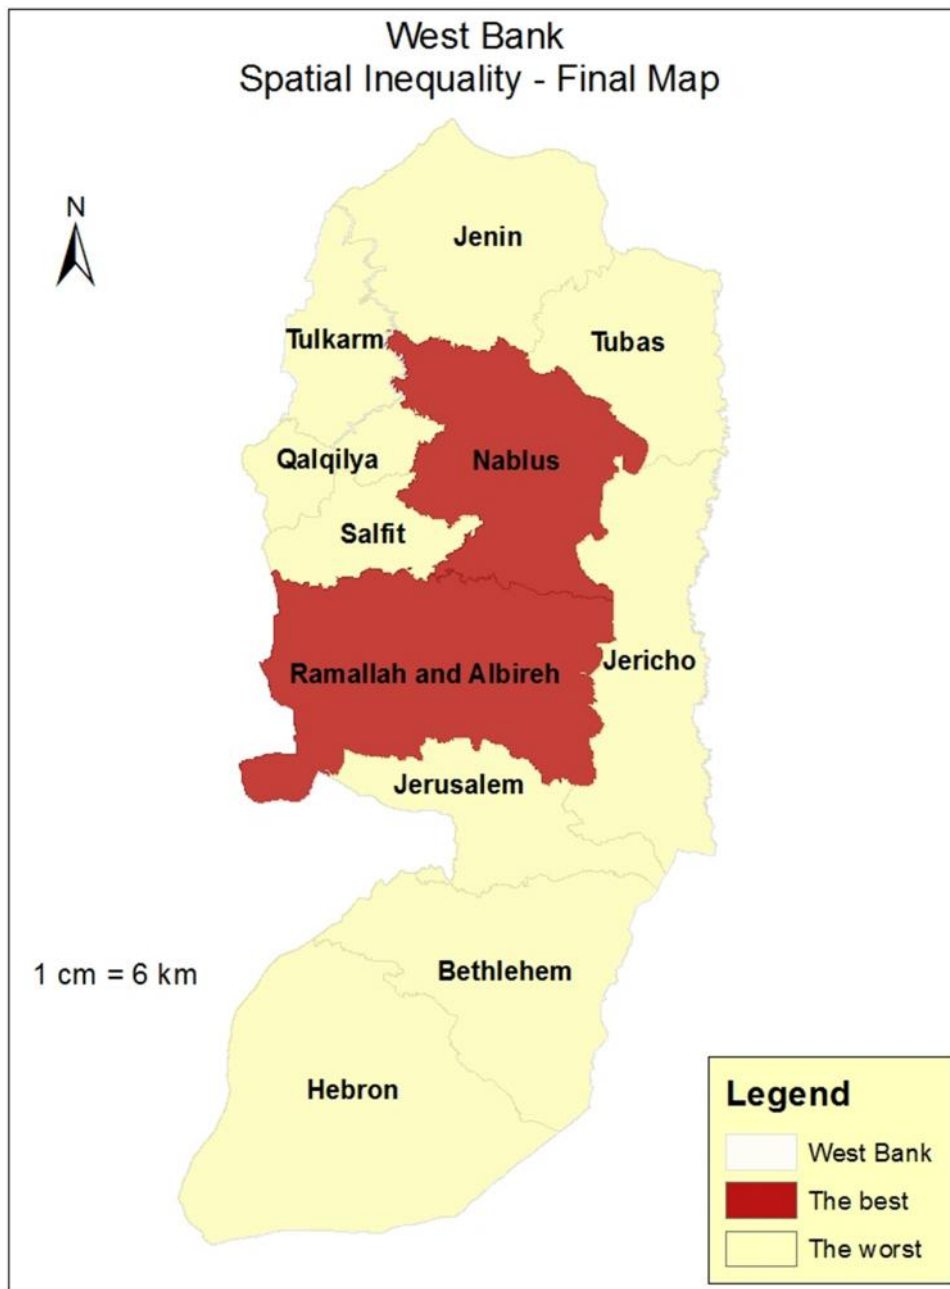 West Bank
Spatial Inequality - Final Map
N
Jenin
Tulkarm
Tubas
Qalqilya
Nablus
Salfit
Jericho
Ramallah and Albireh
Jerusalem
1 cm = 6 km
Bethlehem
Hebron
Legend
West Bank
The best
The worst